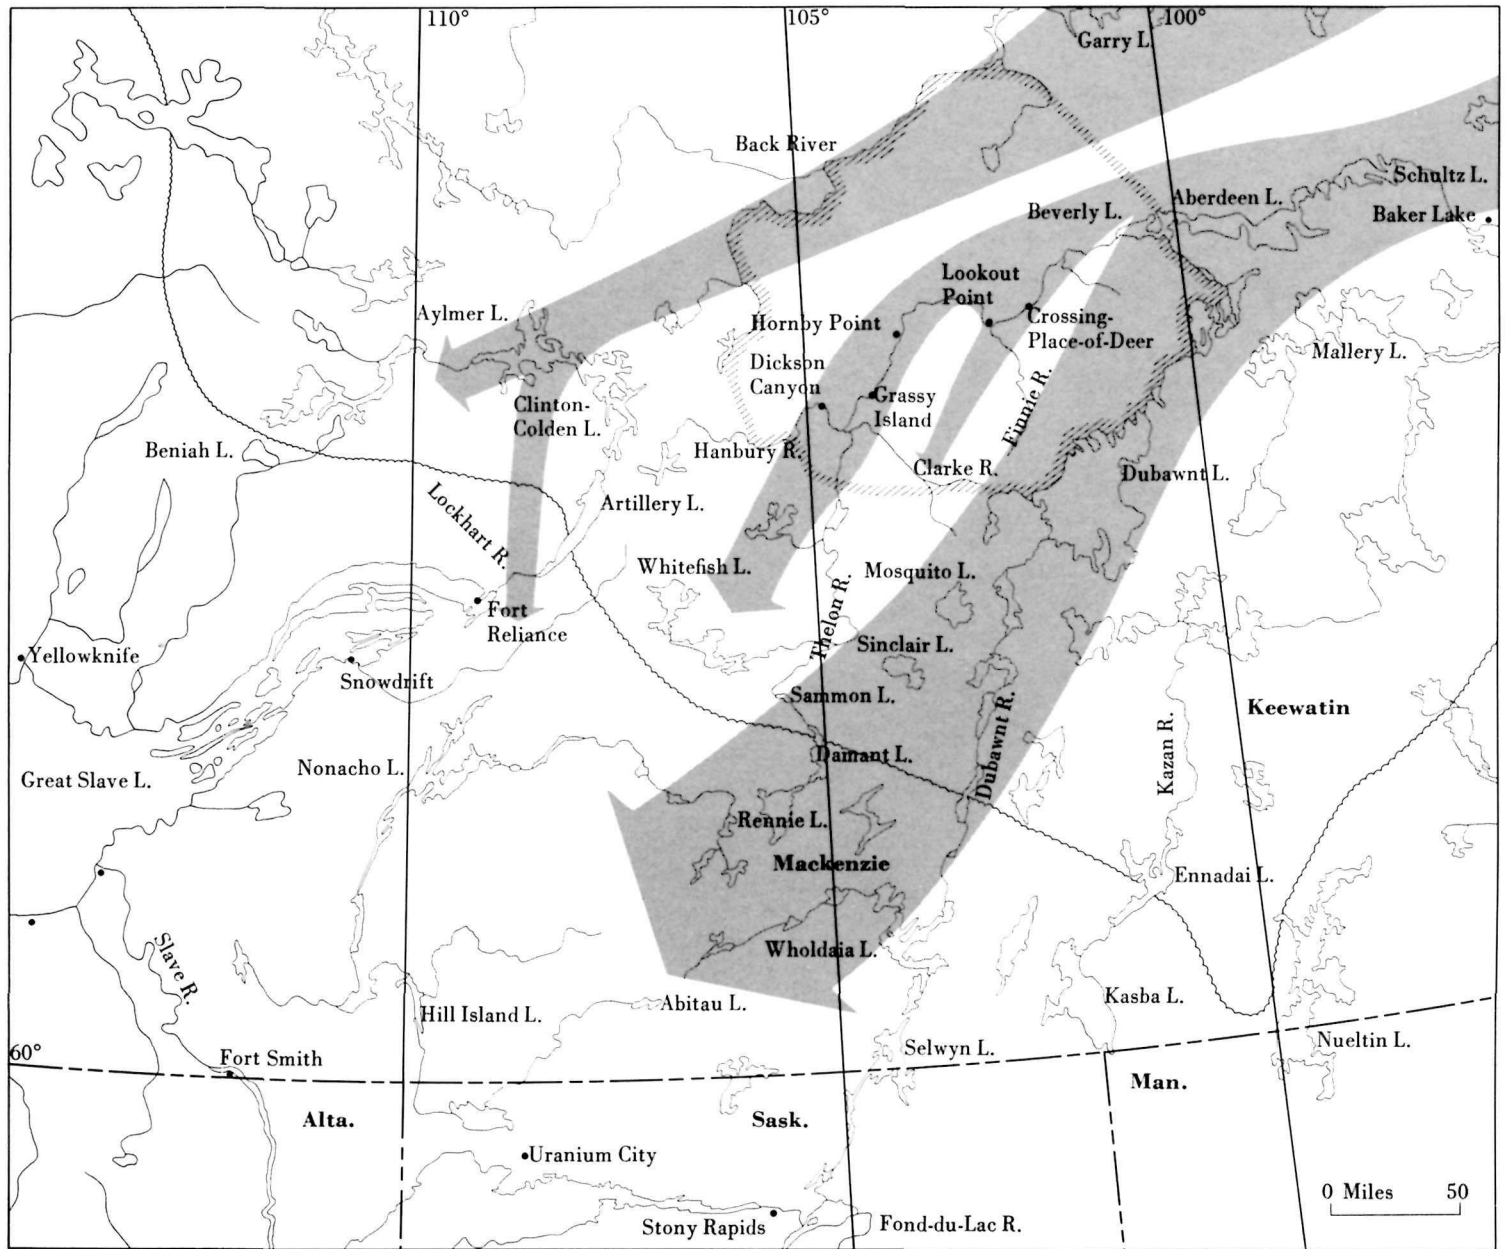 110°
105°
100°
Garry L.
Back River
Schultz L.
Aberdeen L.
Beverly L.
Baker Lake
Lookout
Point
Aylmer L.
Hornby Point
Crossing-
Place-of-Deer
Mallery L.
Dickson
Canyon
Grassy
Island
Clinton-
Colden L.
Finnie R.
Beniah L.
Hanbury R.
Clarke R.
Dubawnt L.
Lockhart R.
Artillery L.
Whitefish L.
Mosquito L.
Thelon R.
Fort
Reliance
Yellowknife
Sinclair L.
Snowdrift
Sammon L.
Dubawnt R.
Keewatin
Kazan R.
Damant L.
Great Slave L.
Nonacho L.
Rennie L.
Mackenzie
Ennadai L.
Slave R.
Wholdaia L.
Abitau L.
Kasba L.
Hill Island L.
Nueltin L.
60°
Fort Smith
Selwyn L.
Man.
Alta.
Sask.
Uranium City
0 Miles 50
Stony Rapids
Fond-du-Lac R.